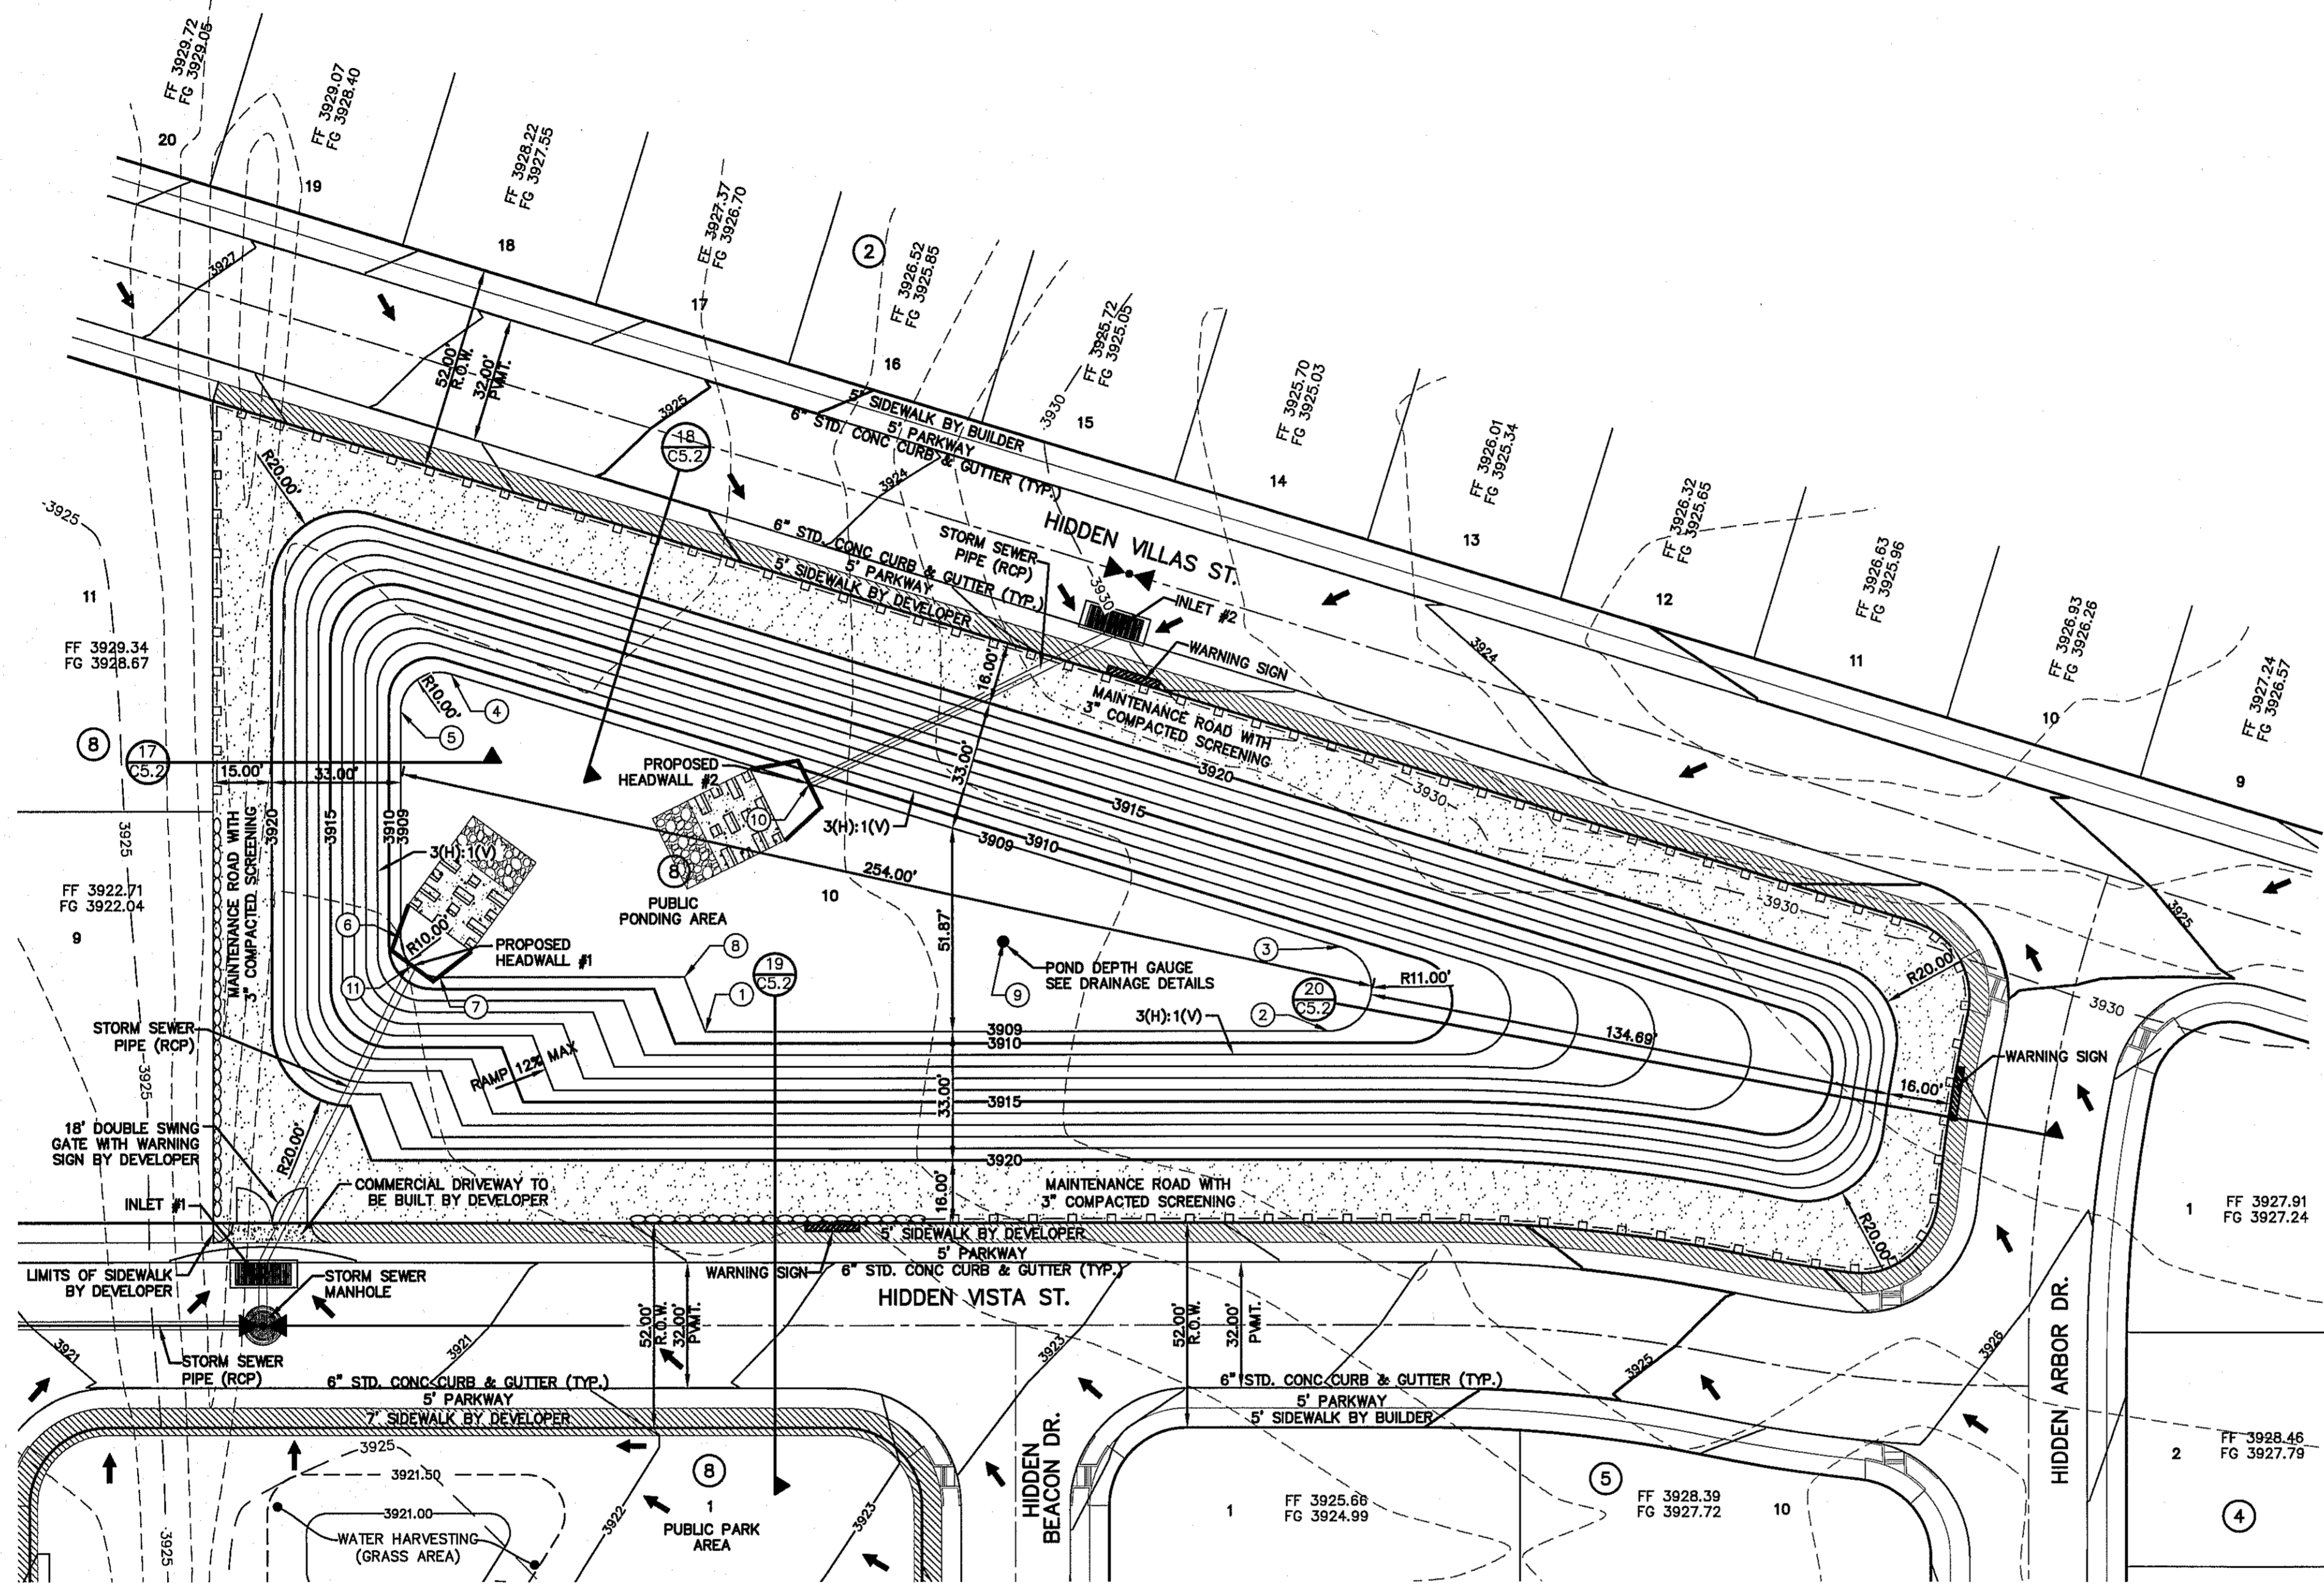 FF 3929.72
FG 3929.05
20
FF 3929.07
FG 3928.40
19
FF 3928.22
FG 3927.55
18
FF 3927.37
FG 3926.70
17
2
FF 3926.52
FG 3925.85
16
FF 3925.72
FG 3925.05
15
FF 3925.70
FG 3925.03
14
FF 3926.01
FG 3925.34
13
FF 3926.32
FG 3925.65
12
FF 3926.63
FG 3925.96
11
FF 3926.93
FG 3926.26
10
FF 3927.24
FG 3926.57
9
3927
52.00'
R.O.W.
32.00'
PVMT.
3925
18
C5.2
3924
5' SIDEWALK BY BUILDER
5' PARKWAY
6" STD. CONC CURB & GUTTER (TYP.)
3930
HIDDEN VILLAS ST.
6" STD. CONC CURB & GUTTER (TYP.)
5' PARKWAY
5' SIDEWALK BY DEVELOPER
STORM SEWER
PIPE (RCP)
3930
INLET #2
WARNING SIGN
MAINTENANCE ROAD WITH
3" COMPACTED SCREENING
3924
3930
3930
3925
3930
R20.00'
3925
11
FF 3929.34
FG 3928.67
8
17
C5.2
15.00'
33.00'
R10.00'
4
5
16.00'
33.00'
PROPOSED
HEADWALL #2
10
3(H):1(V)
3920
3915
3910
3909
3920
3915
3910
3909
3(H):1(V)
254.00'
8
PUBLIC
PONDING AREA
10
51.87'
3925
FF 3922.71
FG 3922.04
9
MAINTENANCE ROAD WITH
3" COMPACTED SCREENING
6
R10.00'
PROPOSED
HEADWALL #1
11
7
8
1
19
C5.2
POND DEPTH GAUGE
SEE DRAINAGE DETAILS
9
3
R11.00'
20
C5.2
2
3(H):1(V)
134.69'
R20.00'
WARNING SIGN
16.00'
3909
3910
33.00'
3915
3920
16.00'
STORM SEWER
PIPE (RCP)
3925
RAMP 12% MAX
18' DOUBLE SWING
GATE WITH WARNING
SIGN BY DEVELOPER
R20.00'
INLET #1
COMMERCIAL DRIVEWAY TO
BE BUILT BY DEVELOPER
MAINTENANCE ROAD WITH
3" COMPACTED SCREENING
R20.00'
1
FF 3927.91
FG 3927.24
LIMITS OF SIDEWALK
BY DEVELOPER
STORM SEWER
MANHOLE
WARNING SIGN
5' SIDEWALK BY DEVELOPER
5' PARKWAY
6" STD. CONC CURB & GUTTER (TYP.)
HIDDEN VISTA ST.
52.00'
R.O.W.
32.00'
PVMT.
52.00'
R.O.W.
32.00'
PVMT.
3921
STORM SEWER
PIPE (RCP)
3921
3923
3925
3926
HIDDEN ARBOR DR.
6" STD. CONC CURB & GUTTER (TYP.)
5' PARKWAY
7' SIDEWALK BY DEVELOPER
6" STD. CONC CURB & GUTTER (TYP.)
5' PARKWAY
5' SIDEWALK BY BUILDER
3925
3921.50
3921.00
WATER HARVESTING
(GRASS AREA)
3925
3922
8
1
PUBLIC PARK
AREA
3923
HIDDEN
BEACON DR.
1
FF 3925.66
FG 3924.99
5
FF 3928.39
FG 3927.72
10
2
FF 3928.46
FG 3927.79
4